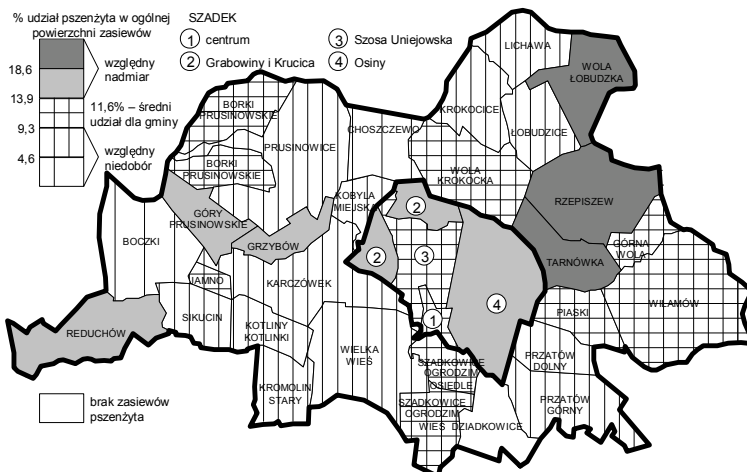 % udział pszenżyta w ogólnej
powierzchni zasiewów
18,6
13,9
9,3
4,6
względny
nadmiar
11,6% – średni
udział dla gminy
względny
niedobór
SZADEK
1 centrum
2 Grabowiny i Krucica
3 Szosa Uniejowska
4 Osiny
LICHAWA
WOLA
ŁOBUDZKA
BORKI
PRUSINOWSKIE
KROKOCICE
CHOSZCZEWO
ŁOBUDZICE
PRUSINOWICE
BORKI
PRUSINOWSKIE
WOLA
KROKOCKA
KOBYLA
MIEJSKA
RZEPISZEW
GÓRY
PRUSINOWSKIE
2
BOCZKI
GRZYBÓW
2
3
GÓRNA
WOLA
TARNÓWKA
JAMNO
KARCZÓWEK
WILAMÓW
4
SIKUCIN
PIASKI
1
REDUCHÓW
KOTLINY
KOTLINKI
WIELKA
WIEŚ
SZADKOWICE
OGRODZIM
OSIEDLE
PRZATÓW
DOLNY
KROMOLIN
STARY
SZADKOWICE
OGRODZIM
WIEŚ
DZIADKOWICE
PRZATÓW
GÓRNY
brak zasiewów
pszenżyta